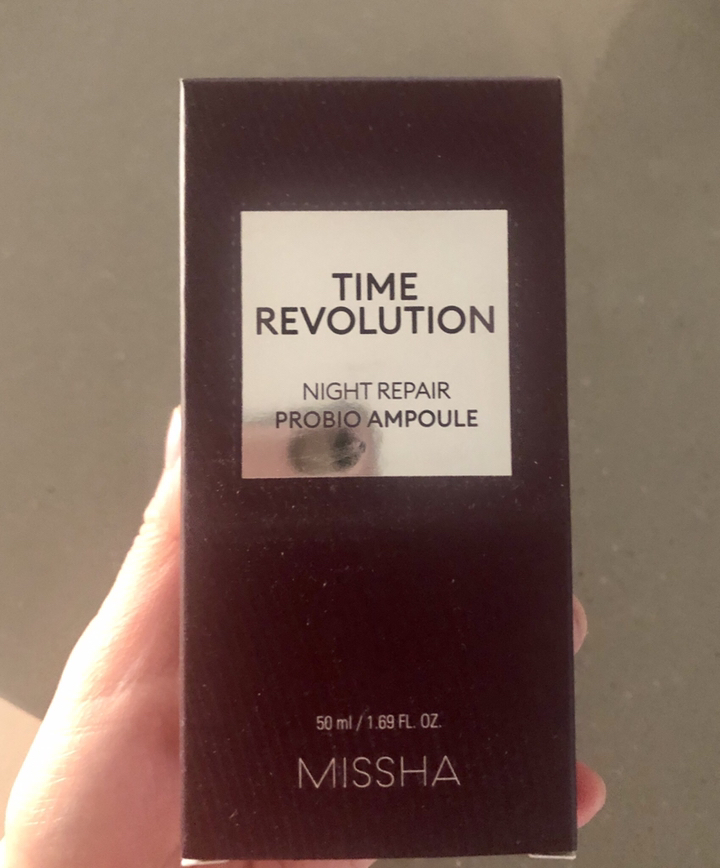 TIME
REVOLUTION
NIGHT REPAIR
PROBIO AMPOULE
50 ml / 1.69 FL. OZ.
MISSHA